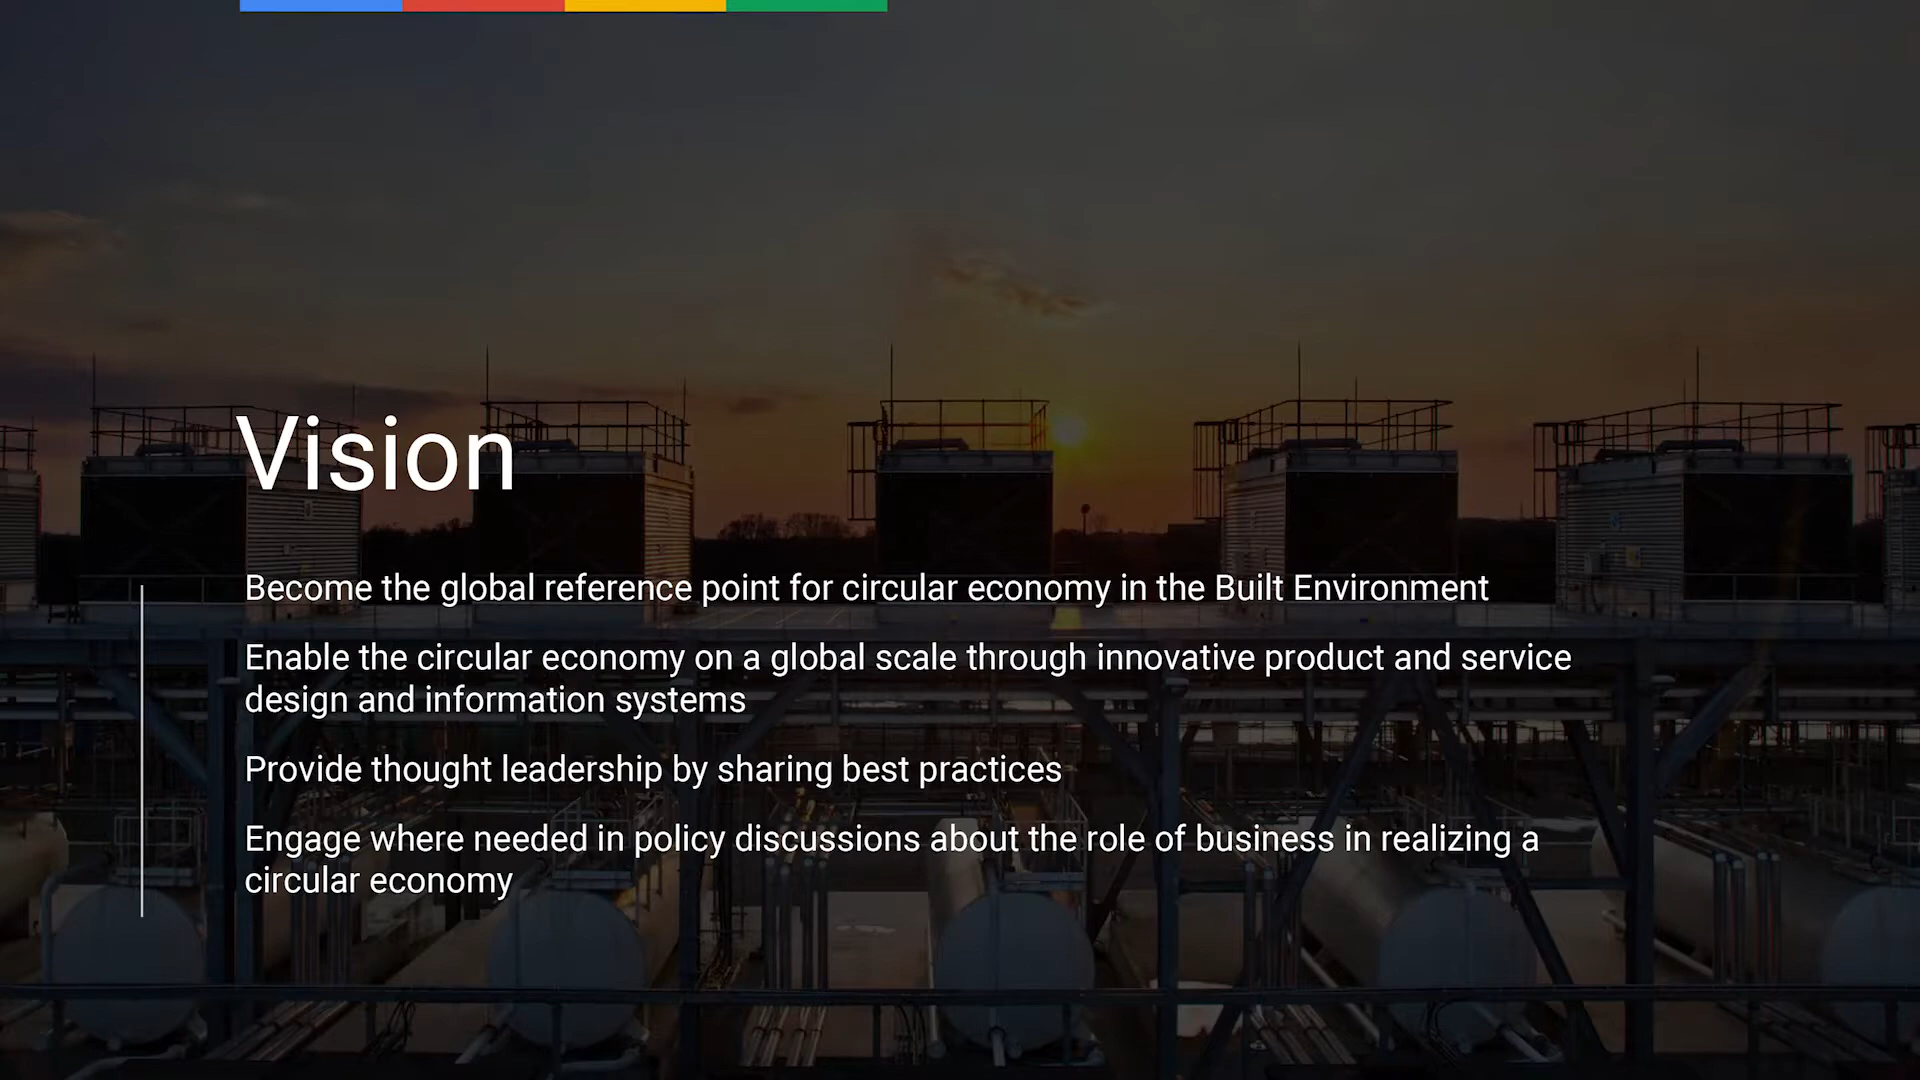 Vision
Become the global reference point for circular economy in the Built Environment
Enable the circular economy on a global scale through innovative product and service
design and information systems
Provide thought leadership by sharing best practices
Engage where needed in policy discussions about the role of business in realizing a
circular economy